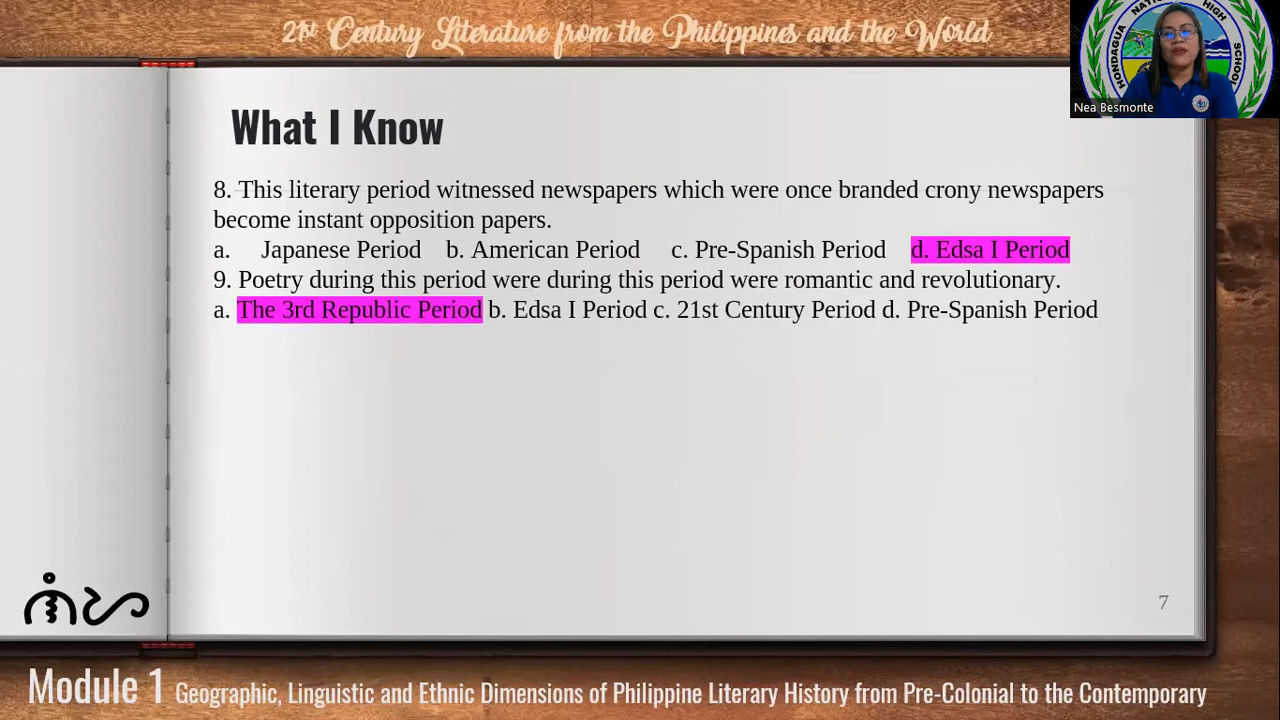 21st Century Literature from the Philippines and the World
NATIONAL HIGH
HONDAGUA
SCHOOL
Nea Besmonte
What I Know
8. This literary period witnessed newspapers which were once branded crony newspapers
become instant opposition papers.
a. Japanese Period b. American Period c. Pre-Spanish Period d. Edsa I Period
9. Poetry during this period were during this period were romantic and revolutionary.
a. The 3rd Republic Period b. Edsa I Period c. 21st Century Period d. Pre-Spanish Period
7
Module 1 Geographic, Linguistic and Ethnic Dimensions of Philippine Literary History from Pre-Colonial to the Contemporary